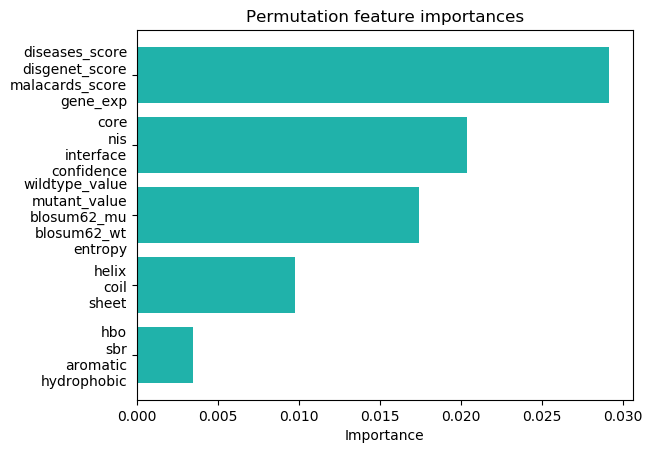 Permutation feature importances
diseases_score
disgenet_score
malacards_score
gene_exp
core
nis
interface
confidence
wildtype_value
mutant_value
blosum62_mu
blosum62_wt
entropy
helix
coil
sheet
hbo
sbr
aromatic
hydrophobic
0.000 0.005 0.010 0.015 0.020 0.025 0.030
Importance